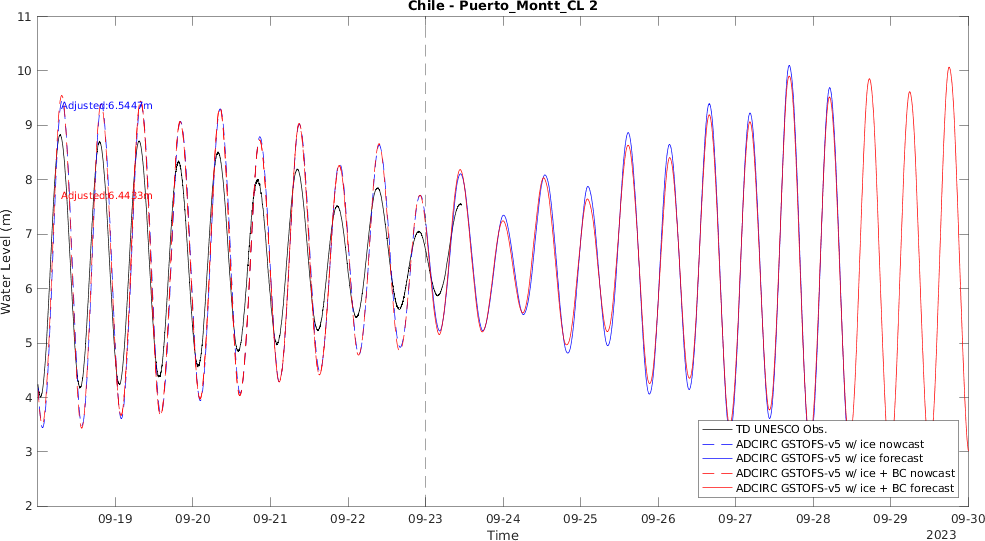 Chile - Puerto_Montt_CL 2
11
10
9
8
7
6
5
4
3
2
Water Level (m)
Adjusted:6.5447m
Adjusted:6.4433m
TD UNESCO Obs.
ADCIRC GSTOFS-v5 w/ ice nowcast
ADCIRC GSTOFS-v5 w/ ice forecast
ADCIRC GSTOFS-v5 w/ ice + BC nowcast
ADCIRC GSTOFS-v5 w/ ice + BC forecast
09-19 09-20 09-21 09-22 09-23 09-24 09-25 09-26 09-27 09-28 09-29 09-30
Time
2023